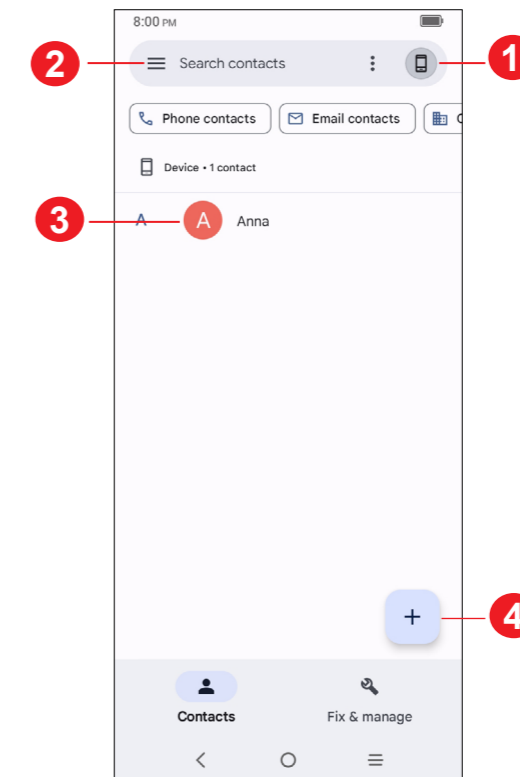 8:00 PM
2
Search contacts
1
Phone contacts
Email contacts
Device • 1 contact
3
A
A
Anna
4
Contacts
Fix & manage